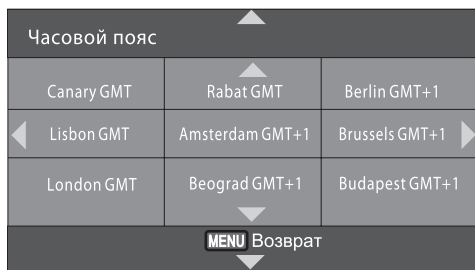 Часовой пояс
Canary GMT Rabat GMT Berlin GMT+1
Lisbon GMT Amsterdam GMT+1 Brussels GMT+1
London GMT Beograd GMT+1 Budapest GMT+1
MENU Возврат